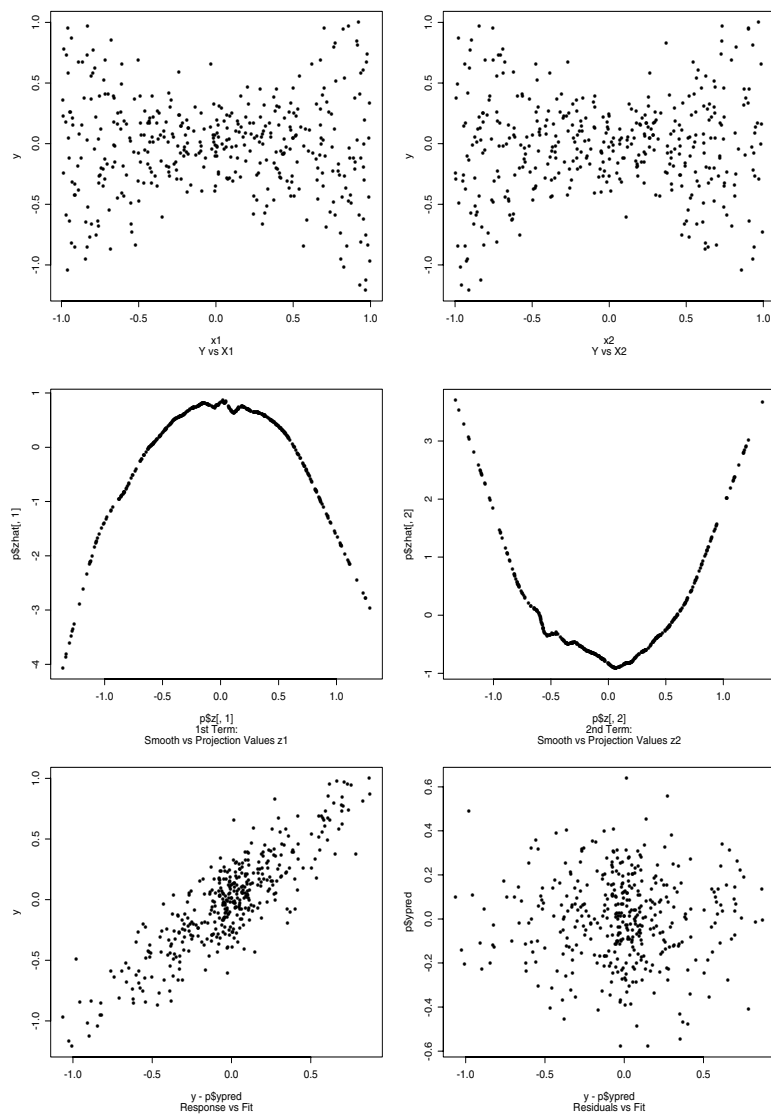 1.0
0.5
0.0
-0.5
-1.0
y
-1.0 -0.5 0.0 0.5 1.0
x1
Y vs X1
1.0
0.5
0.0
-0.5
-1.0
y
-1.0 -0.5 0.0 0.5 1.0
x2
Y vs X2
1
0
-1
-2
-3
-4
p$zhat[, 1]
-1.0 -0.5 0.0 0.5 1.0
p$z[, 1]
1st Term:
Smooth vs Projection Values z1
3
2
1
0
-1
p$zhat[, 2]
-1.0 -0.5 0.0 0.5 1.0
p$z[, 2]
2nd Term:
Smooth vs Projection Values z2
1.0
0.5
0.0
-0.5
-1.0
y
-1.0 -0.5 0.0 0.5
y - p$ypred
Response vs Fit
0.6
0.4
0.2
0.0
-0.2
-0.4
-0.6
p$ypred
-1.0 -0.5 0.0 0.5
y - p$ypred
Residuals vs Fit